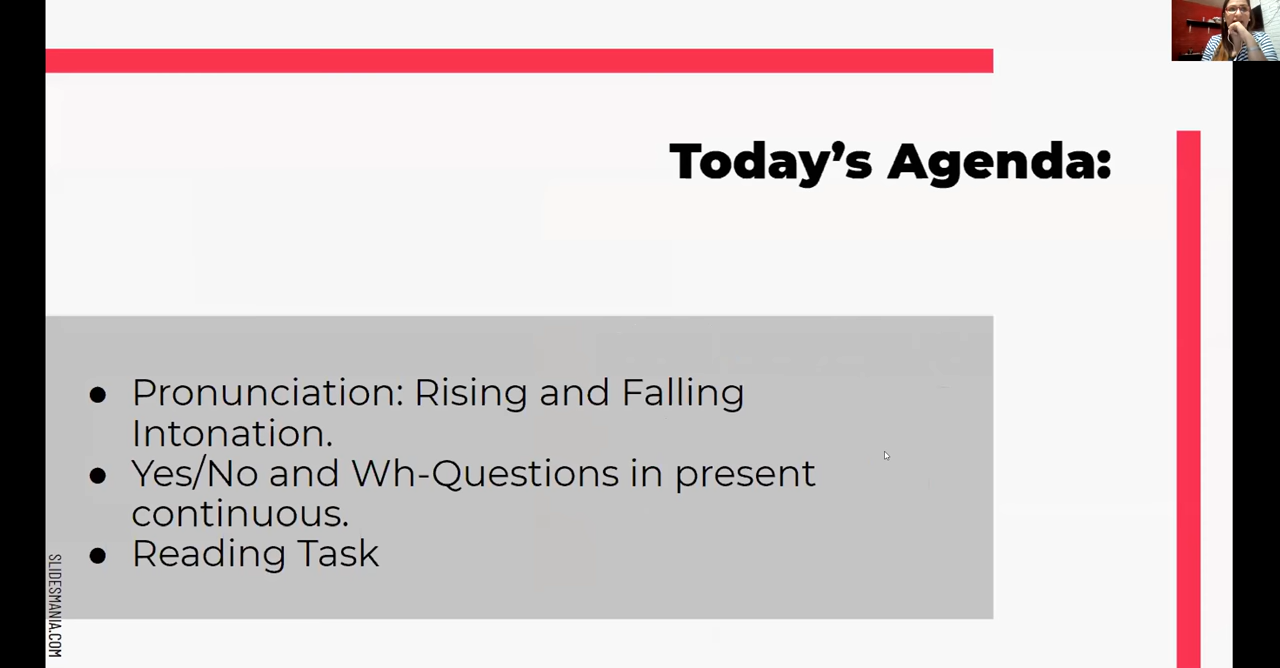 Today's Agenda:
● Pronunciation: Rising and Falling
Intonation.
● Yes/No and Wh-Questions in present
continuous.
● Reading Task
SLIDESMANIA.COM